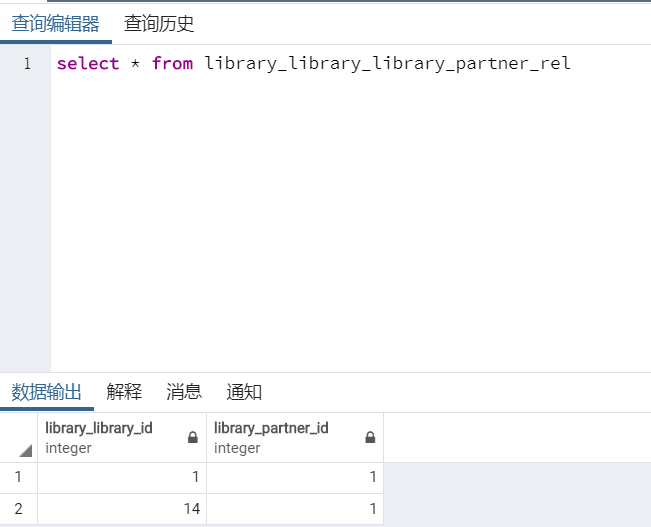 查询编辑器 查询历史
1 select * from library_library_library_partner_rel
数据输出 解释 消息 通知
library_library_id library_partner_id
integer integer
1 1 1
2 14 1